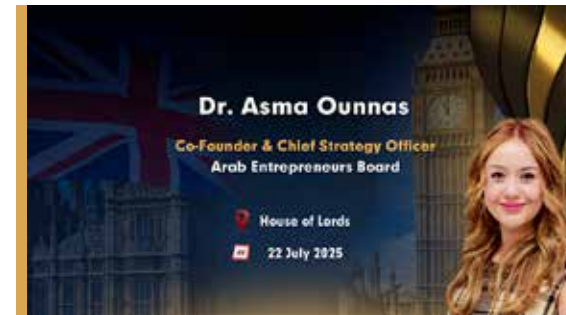 Dr. Asma Ounnas
Co-Founder & Chief Strategy Officer
Arab Entrepreneurs Board
House of Lords
22 July 2025